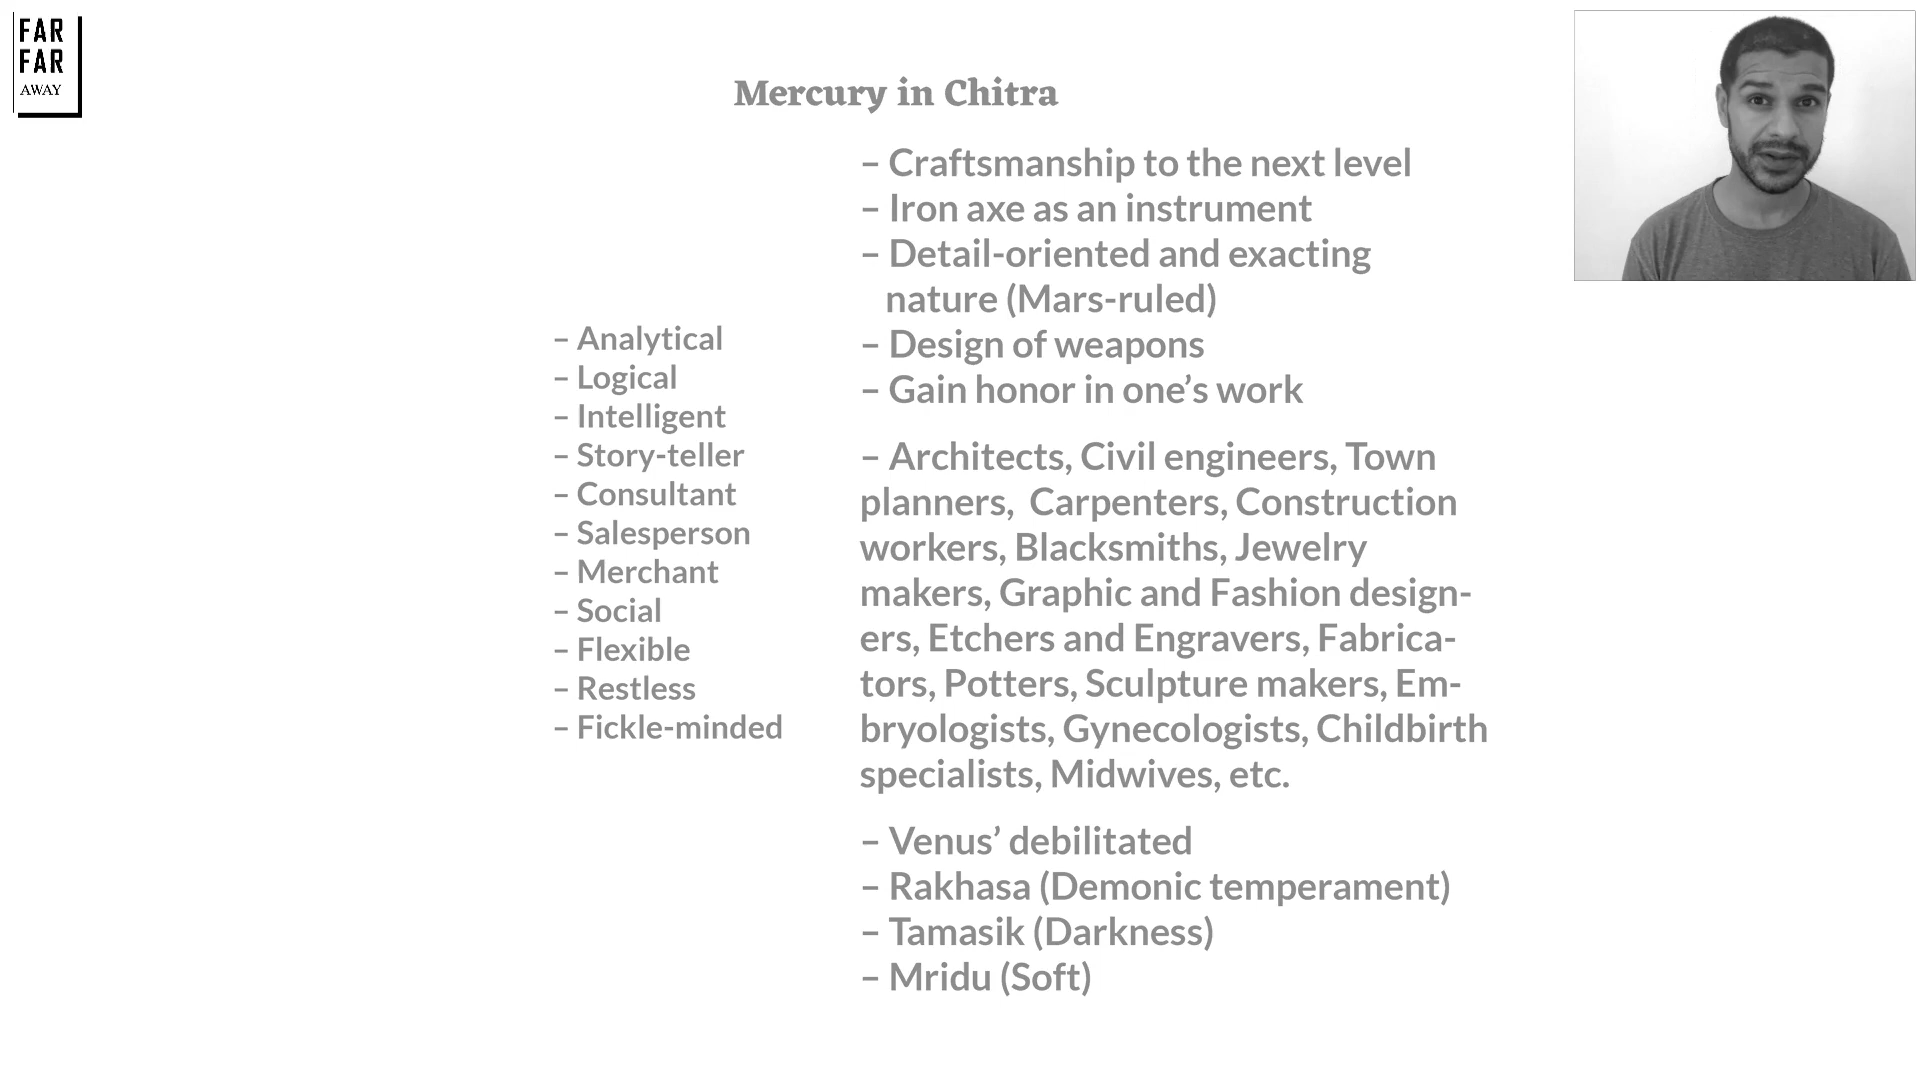 FAR
FAR
AWAY
Mercury in Chitra
– Analytical
– Logical
– Intelligent
– Story-teller
– Consultant
– Salesperson
– Merchant
– Social
– Flexible
– Restless
– Fickle-minded
– Craftsmanship to the next level
– Iron axe as an instrument
– Detail-oriented and exacting
nature (Mars-ruled)
– Design of weapons
– Gain honor in one’s work
– Architects, Civil engineers, Town
planners, Carpenters, Construction
workers, Blacksmiths, Jewelry
makers, Graphic and Fashion design-
ers, Etchers and Engravers, Fabrica-
tors, Potters, Sculpture makers, Em-
bryologists, Gynecologists, Childbirth
specialists, Midwives, etc.
– Venus’ debilitated
– Rakhasa (Demonic temperament)
– Tamasik (Darkness)
– Mridu (Soft)